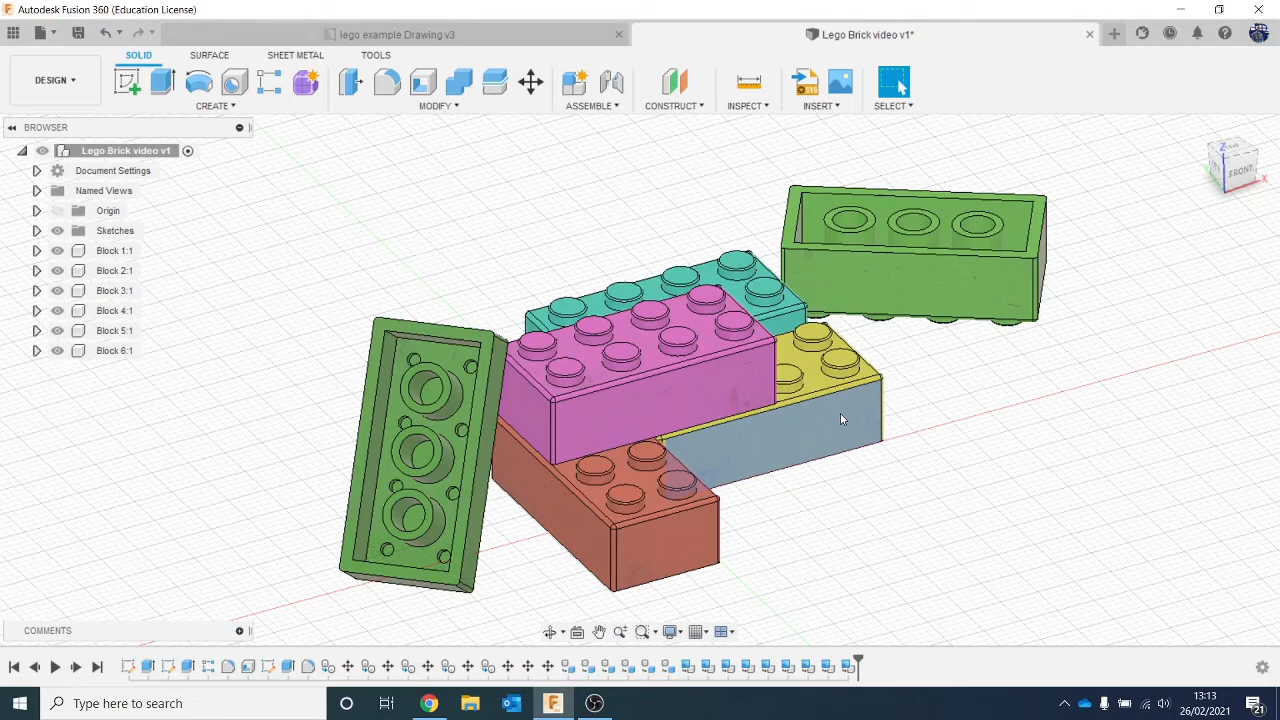 Autodesk Fusion 360 (Education License)
lego example Drawing.v3
Lego Brick video v1*
SOLID SURFACE SHEET METAL TOOLS
DESIGN
CREATE MODIFY ASSEMBLE CONSTRUCT INSPECT INSERT SELECT
BROWSER
Lego Brick video v1
Document Settings
Named Views
Origin
Sketches
Block 1:1
Block 2:1
Block 3:1
Block 4:1
Block 5:1
Block 6:1
Z
FRONT
X
COMMENTS
Type here to search
13:13
26/02/2021
21